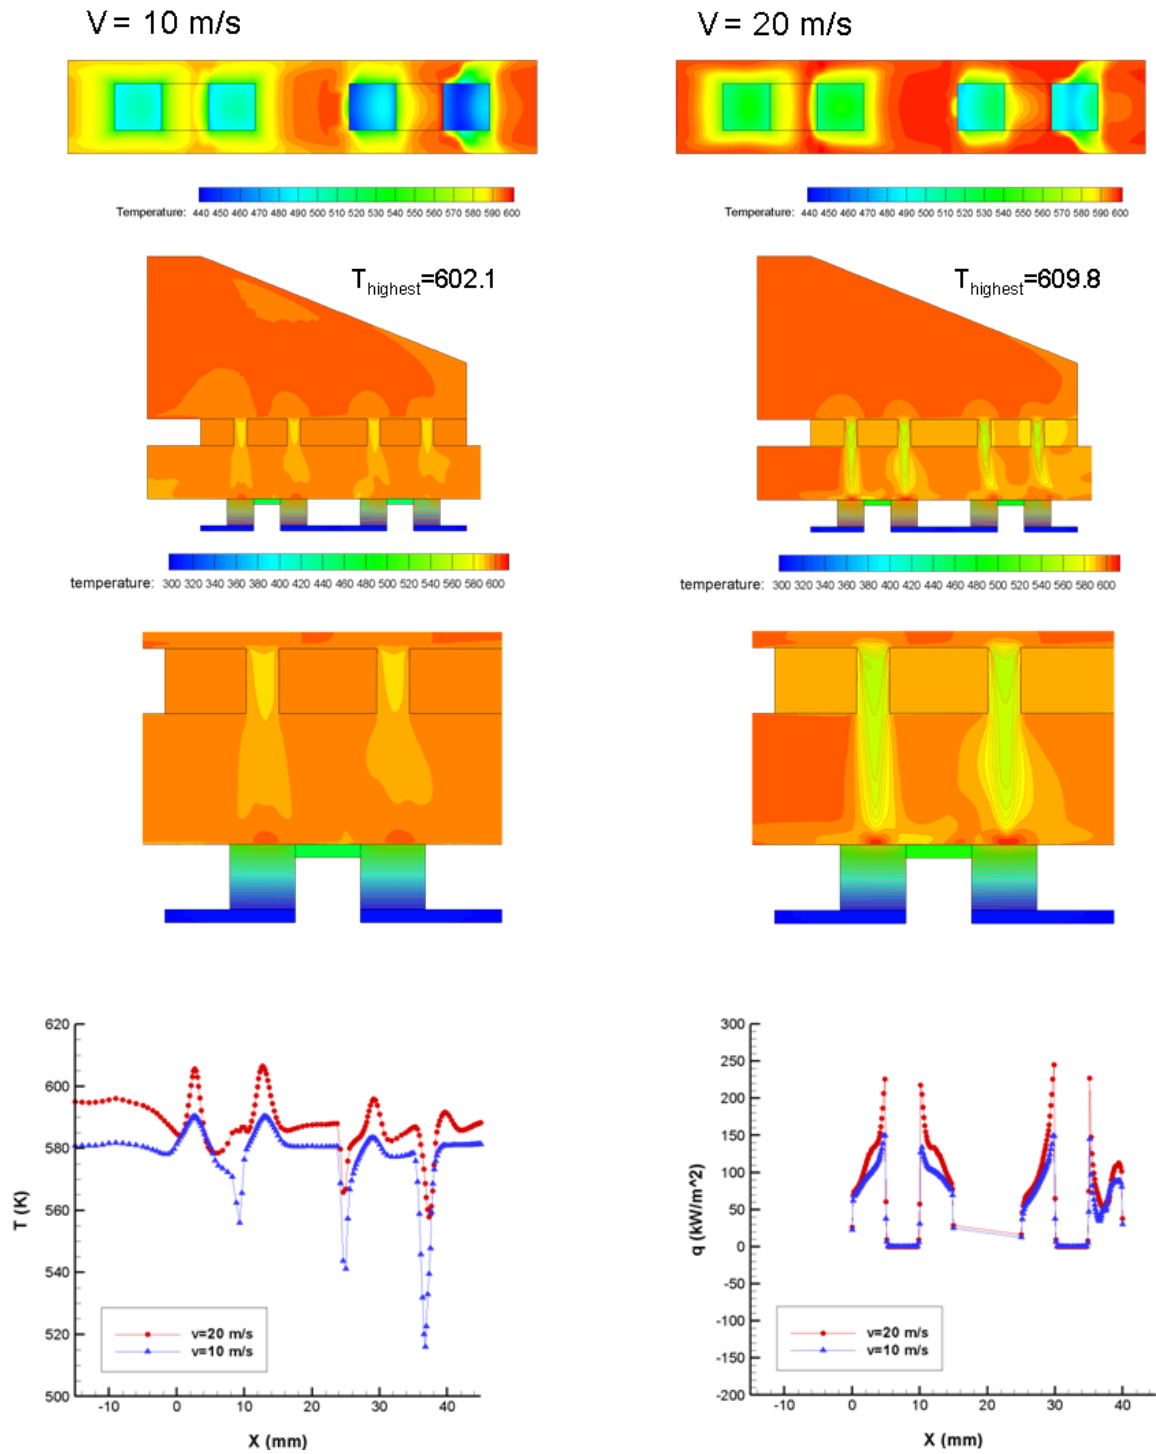 V = 10 m/s
V = 20 m/s
Temperature: 440 450 460 470 480 490 500 510 520 530 540 550 560 570 580 590 600
Temperature: 440 450 460 470 480 490 500 510 520 530 540 550 560 570 580 590 600
Thighest=602.1
Thighest=609.8
temperature: 300 320 340 360 380 400 420 440 460 480 500 520 540 560 580 600
temperature: 300 320 340 360 380 400 420 440 460 480 500 520 540 560 580 600
620
600
580
560
540
520
500
T (K)
-10 0 10 20 30 40
X (mm)
v=20 m/s
v=10 m/s
300
250
200
150
100
50
0
-50
-100
-150
-200
q (kW/m^2)
-10 0 10 20 30 40
X (mm)
v=20 m/s
v=10 m/s